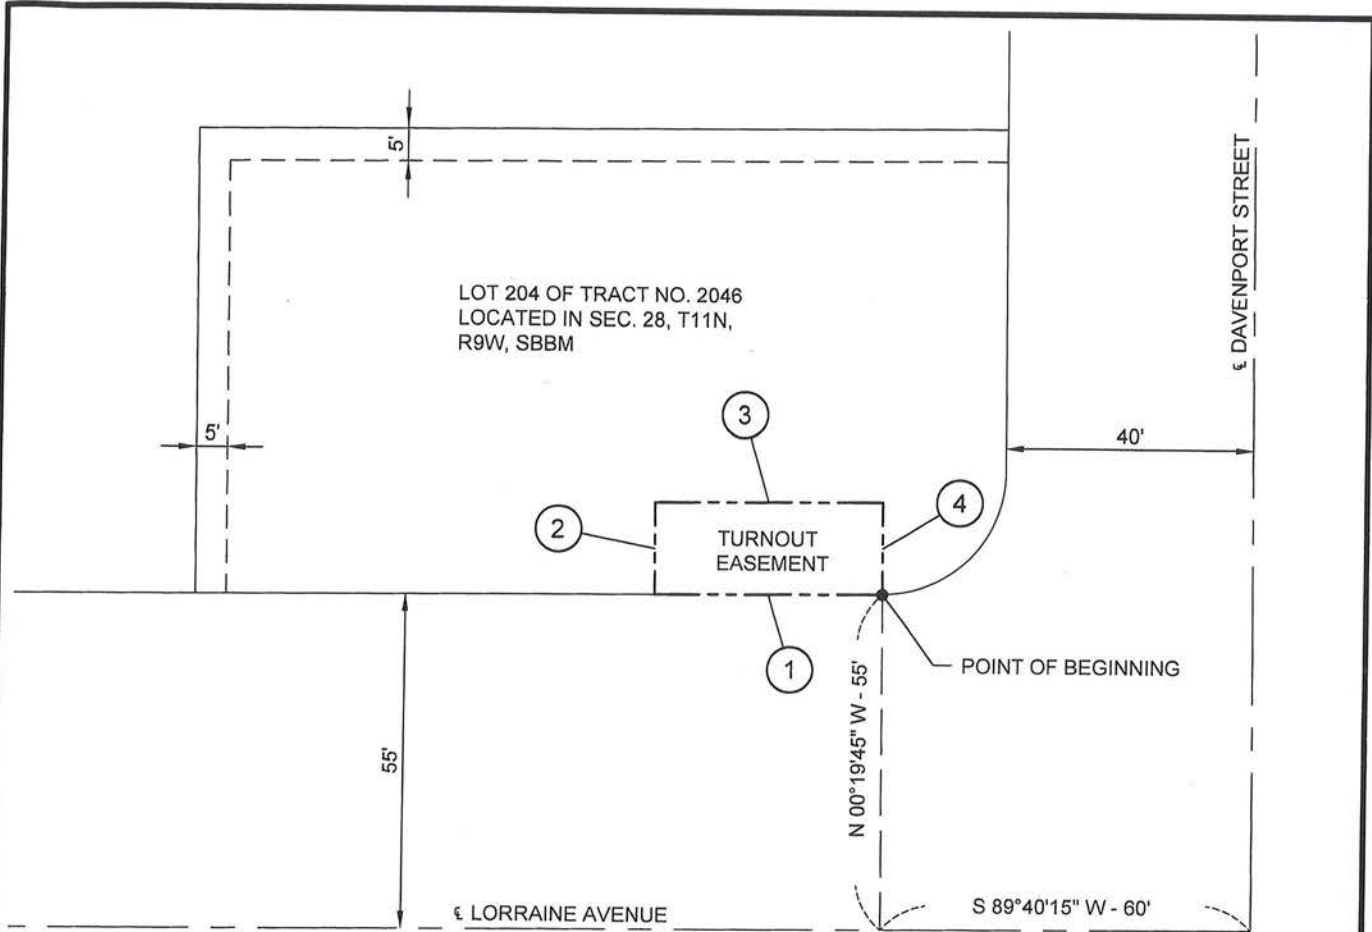 5'
℄ DAVENPORT STREET
LOT 204 OF TRACT NO. 2046
LOCATED IN SEC. 28, T11N,
R9W, SBBM
5'
3
40'
2
4
TURNOUT
EASEMENT
1
POINT OF BEGINNING
N 00°19'45" W - 55'
55'
℄ LORRAINE AVENUE
S 89°40'15" W - 60'